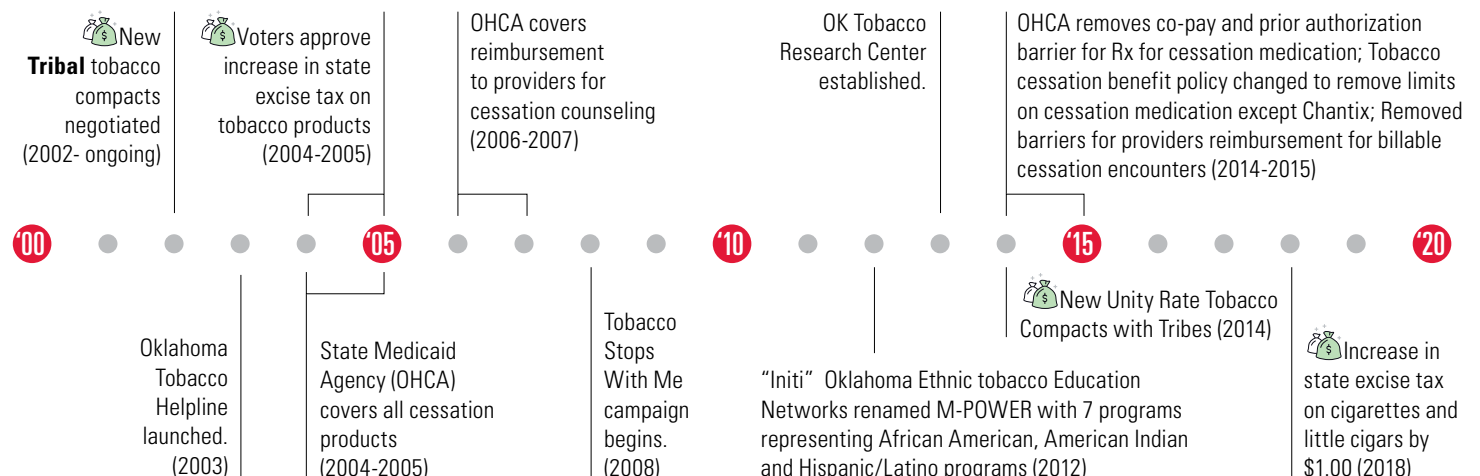 New
Tribal tobacco
compacts
negotiated
(2002- ongoing)
Voters approve
increase in state
excise tax on
tobacco products
(2004-2005)
OHCA covers
reimbursement
to providers for
cessation counseling
(2006-2007)
OK Tobacco
Research Center
established.
OHCA removes co-pay and prior authorization
barrier for Rx for cessation medication; Tobacco
cessation benefit policy changed to remove limits
on cessation medication except Chantix; Removed
barriers for providers reimbursement for billable
cessation encounters (2014-2015)
‘00
‘05
‘10
‘15
‘20
Oklahoma
Tobacco
Helpline
launched.
(2003)
State Medicaid
Agency (OHCA)
covers all cessation
products
(2004-2005)
Tobacco
Stops
With Me
campaign
begins.
(2008)
“Initi”  Oklahoma Ethnic tobacco Education
Networks renamed M-POWER with 7 programs
representing African American, American Indian
and Hispanic/Latino programs (2012)
New Unity Rate Tobacco
Compacts with Tribes (2014)
Increase in
state excise tax
on cigarettes and
little cigars by
$1.00 (2018)